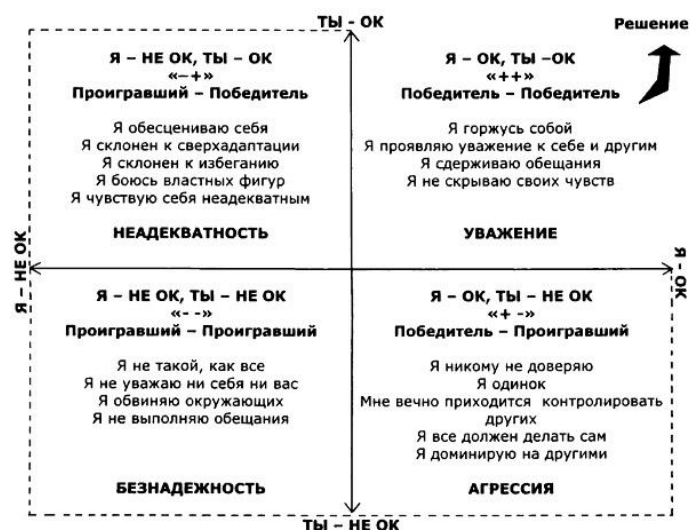 ТЫ - ОК
Решение
Я – НЕ ОК, ТЫ – ОК
«–+»
Проигравший – Победитель
Я обесцениваю себя
Я склонен к сверхадаптации
Я склонен к избеганию
Я боюсь властных фигур
Я чувствую себя неадекватным
НЕАДЕКВАТНОСТЬ
Я – ОК, ТЫ –ОК
«++»
Победитель – Победитель
Я горжусь собой
Я проявляю уважение к себе и другим
Я сдерживаю обещания
Я не скрываю своих чувств
УВАЖЕНИЕ
Я – НЕ ОК
Я - ОК
Я – НЕ ОК, ТЫ – НЕ ОК
«- -»
Проигравший – Проигравший
Я не такой, как все
Я не уважаю ни себя ни вас
Я обвиняю окружающих
Я не выполняю обещания
БЕЗНАДЕЖНОСТЬ
Я – ОК, ТЫ – НЕ ОК
«+ -»
Победитель – Проигравший
Я никому не доверяю
Я одинок
Мне вечно приходится контролировать
других
Я все должен делать сам
Я доминирую на другими
АГРЕССИЯ
ТЫ – НЕ ОК